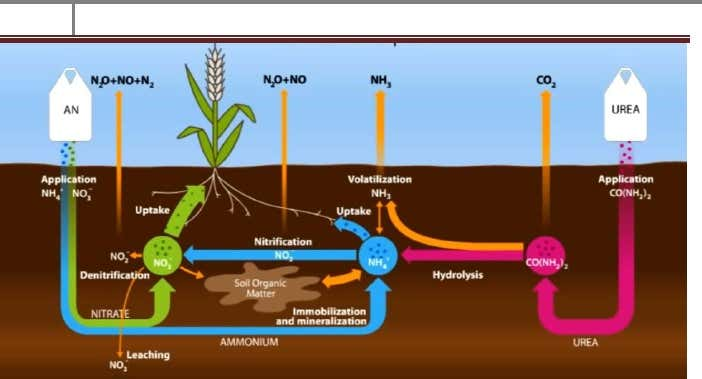 N₂O+NO+N₂
N₂O+NO
NH₃
CO₂
AN
UREA
Application
NH₄⁺ NO₃⁻
Volatilization
NH₃
Application
CO(NH₂)₂
Uptake
Uptake
Nitrification
NO₂⁻
NO₂⁻
NO₃⁻
NH₄⁺
CO(NH₂)₂
Denitrification
Hydrolysis
Soil Organic
Matter
NITRATE
Immobilization
and mineralization
AMMONIUM
UREA
Leaching
NO₃⁻